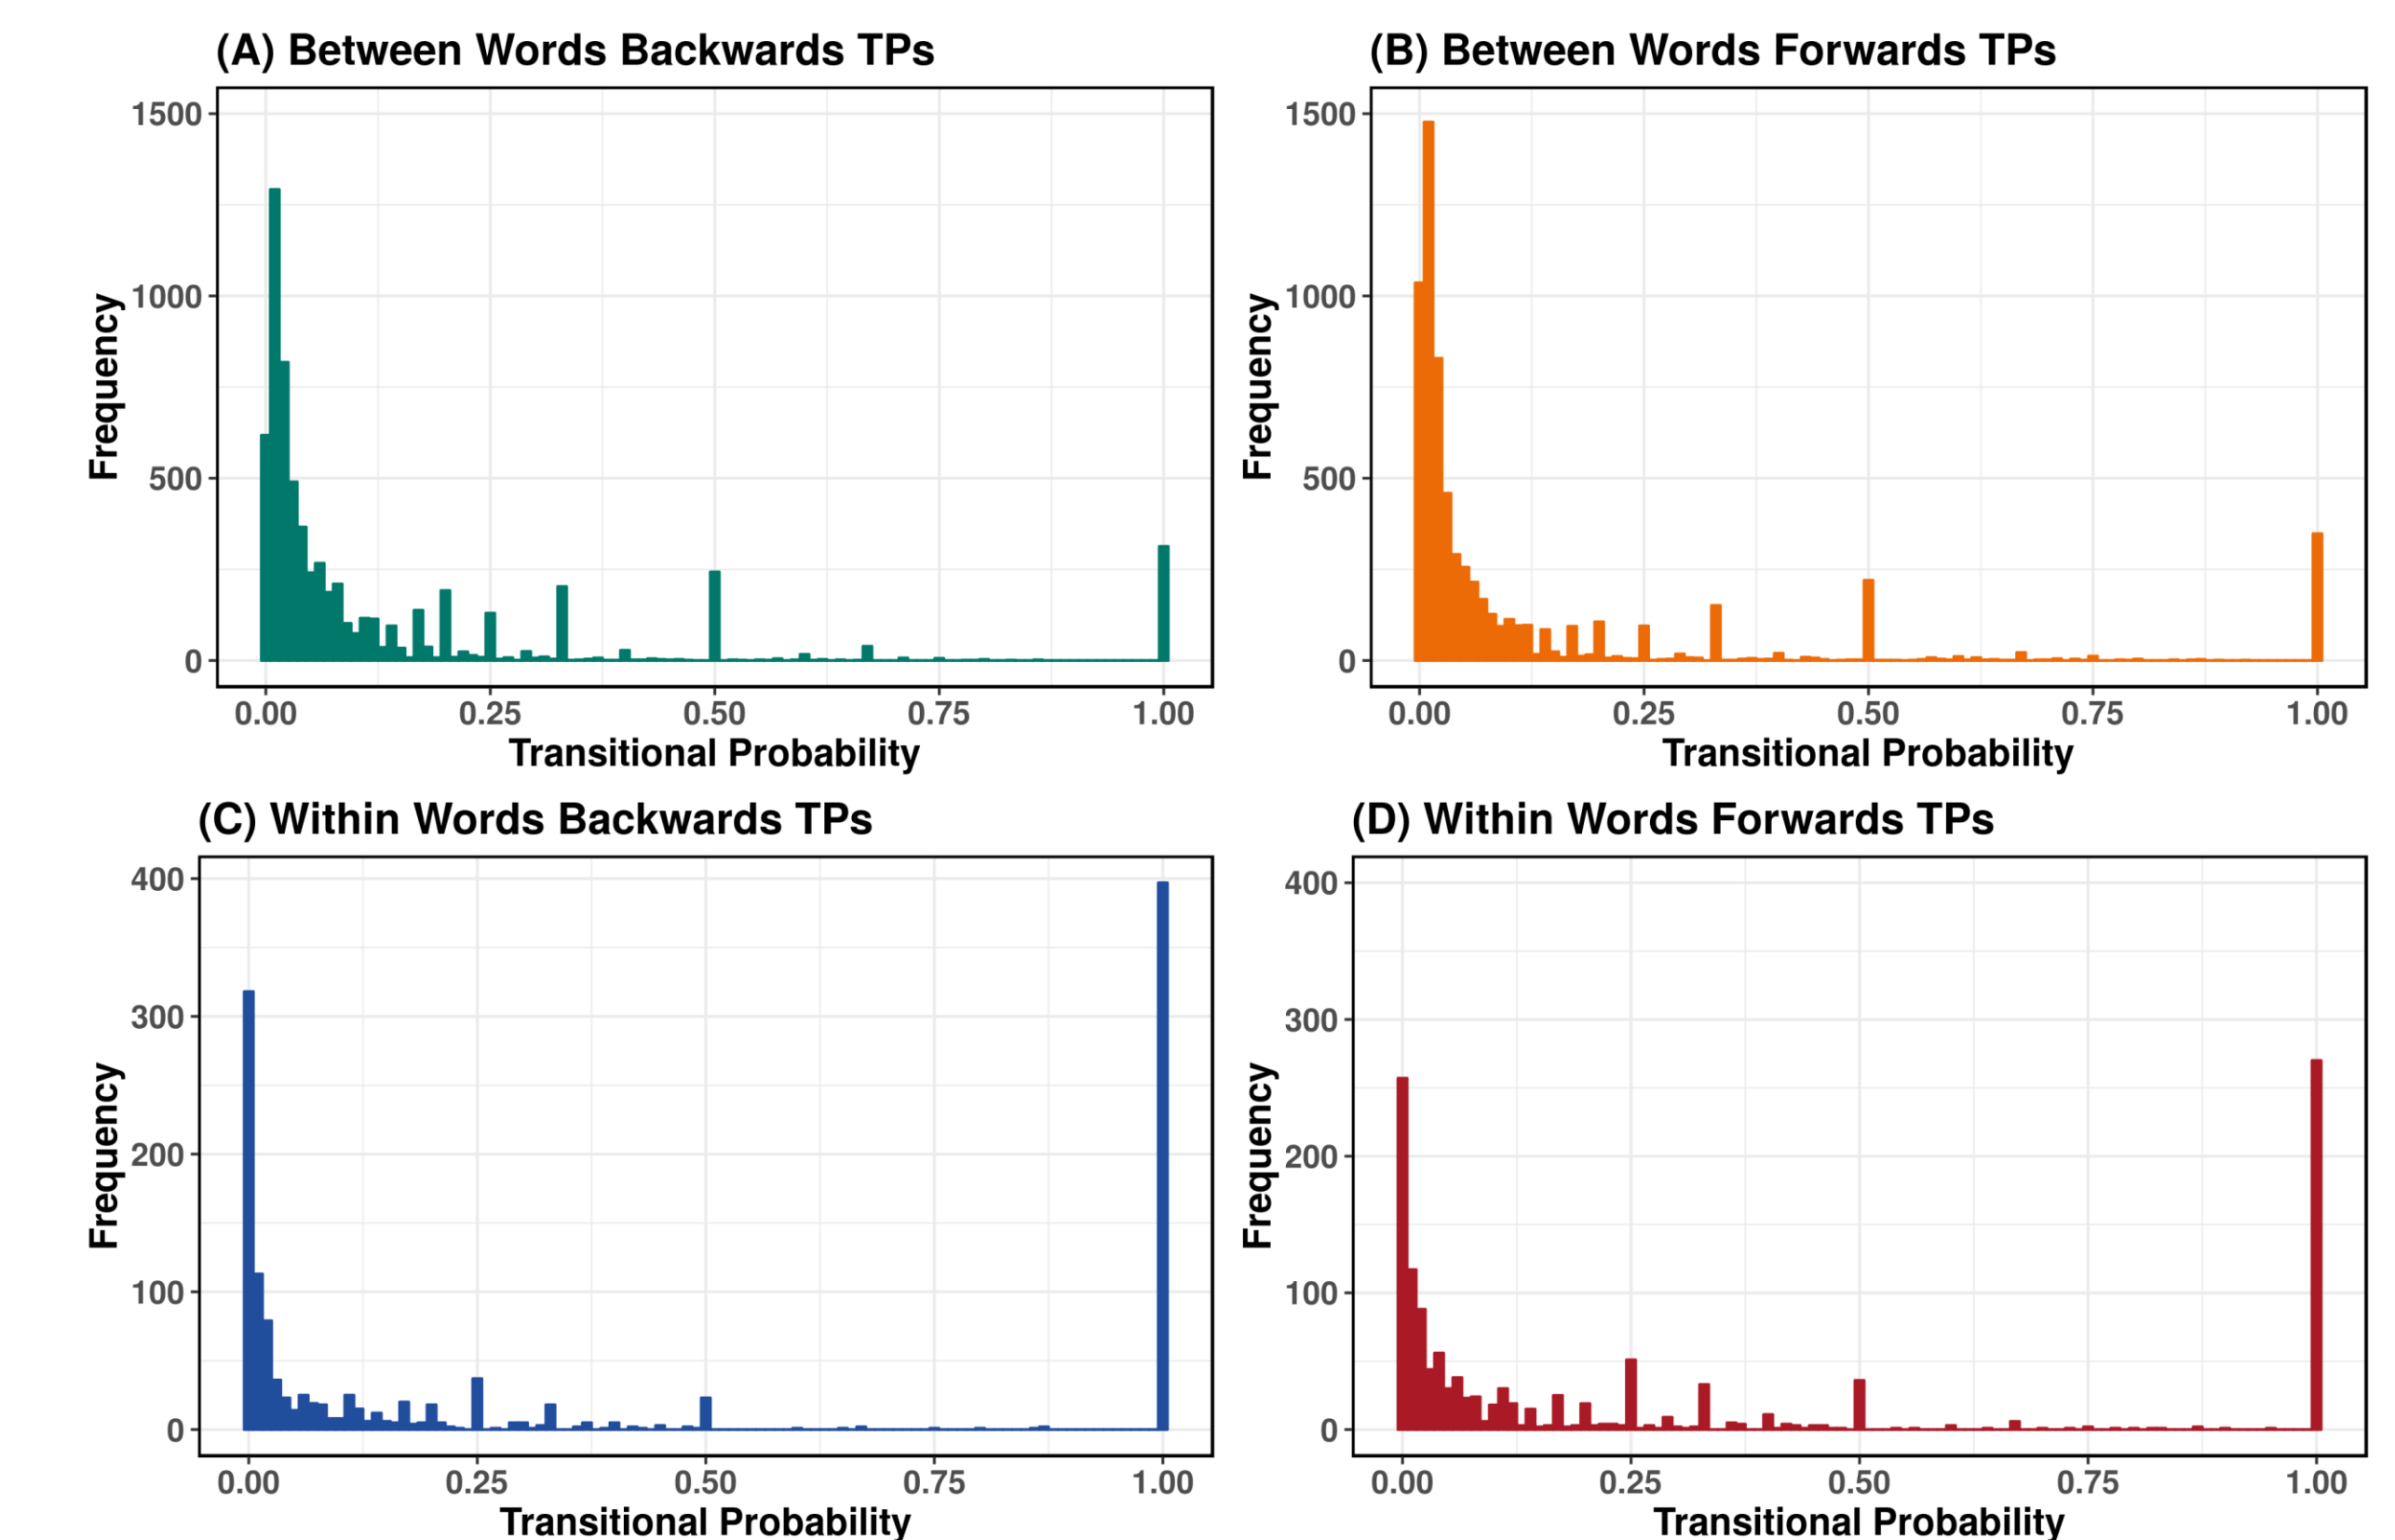 (A) Between Words Backwards TPs
1500
1000
500
0
Frequency
0.00 0.25 0.50 0.75 1.00
Transitional Probability
(B) Between Words Forwards TPs
1500
1000
500
0
Frequency
0.00 0.25 0.50 0.75 1.00
Transitional Probability
(C) Within Words Backwards TPs
400
300
200
100
0
Frequency
0.00 0.25 0.50 0.75 1.00
Transitional Probability
(D) Within Words Forwards TPs
400
300
200
100
0
Frequency
0.00 0.25 0.50 0.75 1.00
Transitional Probability